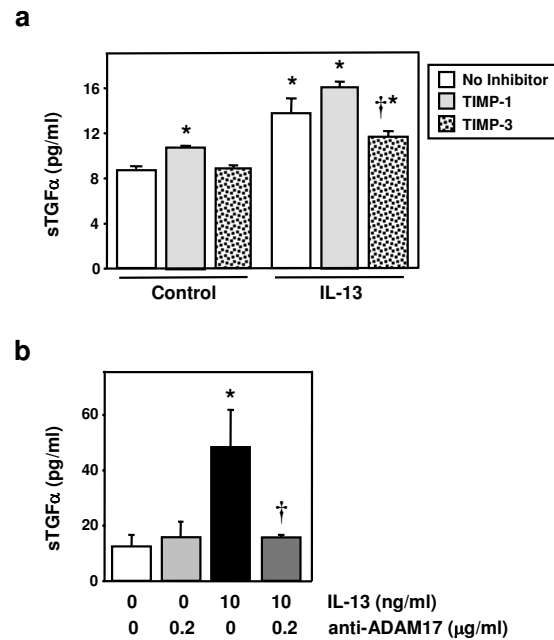 a
sTGFα (pg/ml)
16
12
8
4
0
*
*
*
†*
Control
IL-13
No Inhibitor
TIMP-1
TIMP-3
b
sTGFα (pg/ml)
60
40
20
0
*
†
0 0 10 10 IL-13 (ng/ml)
0 0.2 0 0.2 anti-ADAM17 (μg/ml)